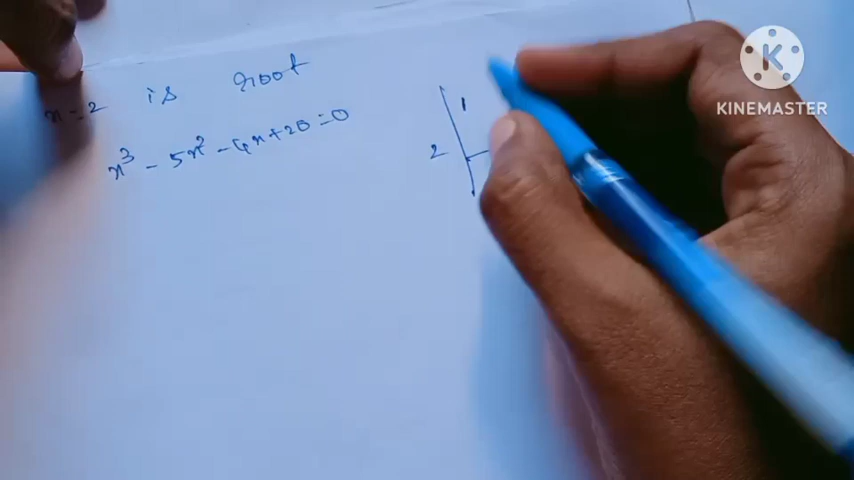 x=2 is root
x³ - 5x² - 4x + 20 = 0
1
2
K
KINEMASTER